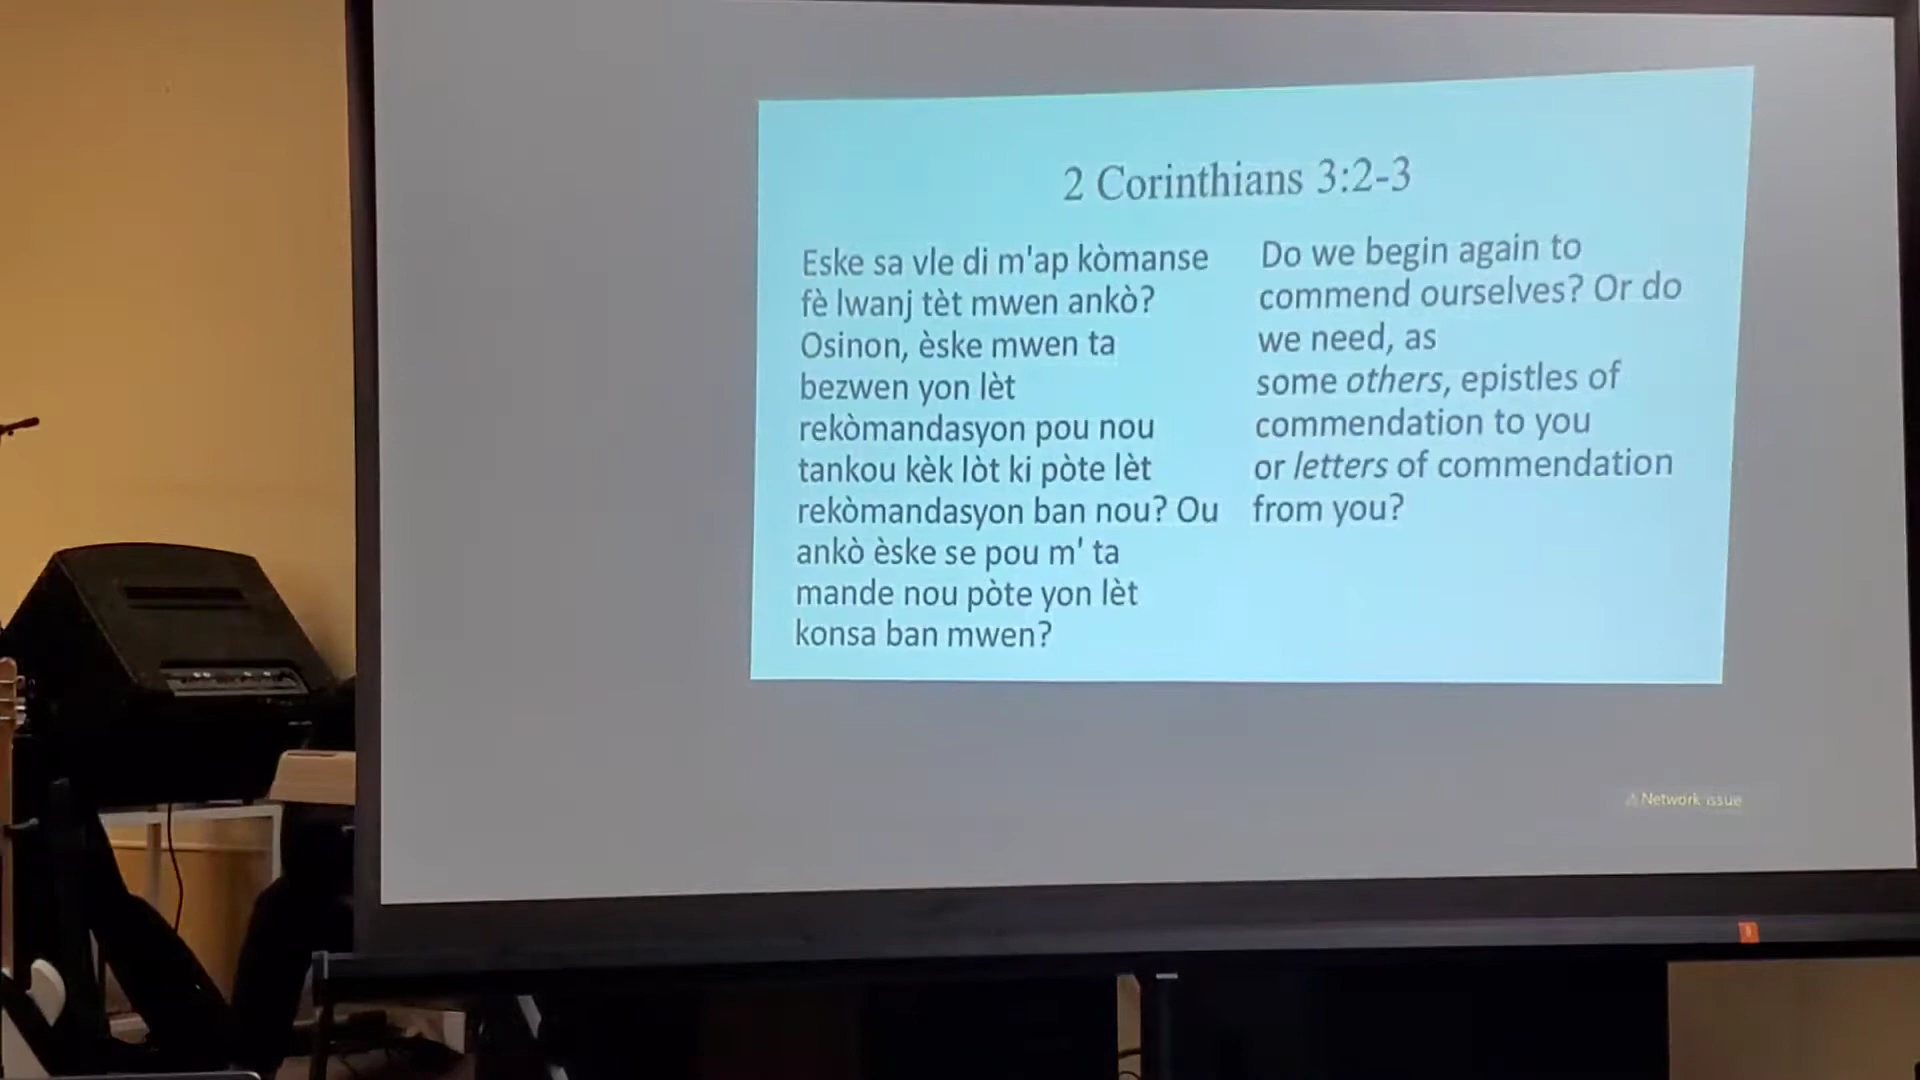 2 Corinthians 3:2-3
Eske sa vle di m'ap kòmanse
fè lwanj tèt mwen ankò?
Osinon, èske mwen ta
bezwen yon lèt
rekòmandasyon pou nou
tankou kèk lòt ki pòte lèt
rekòmandasyon ban nou? Ou
ankò èske se pou m' ta
mande nou pòte yon lèt
konsa ban mwen?
Do we begin again to
commend ourselves? Or do
we need, as
some others, epistles of
commendation to you
or letters of commendation
from you?
⚠ Network issue